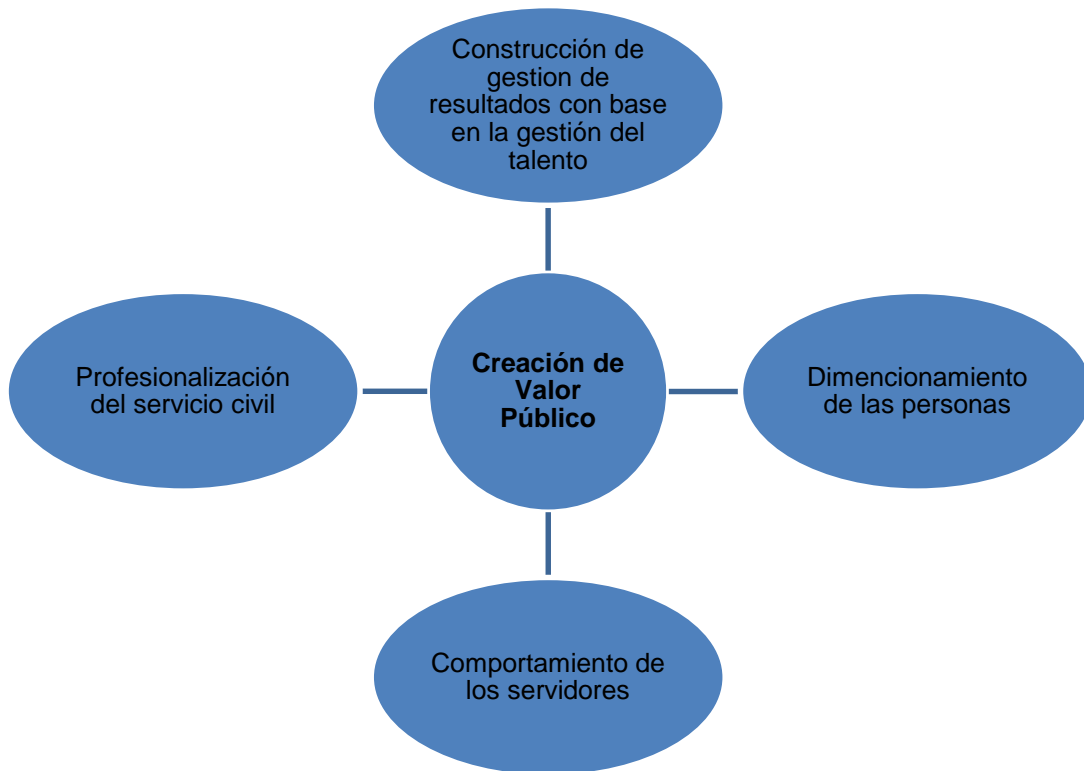 Construcción de
gestion de
resultados con base
en la gestión del
talento
Profesionalización
del servicio civil
Creación de
Valor
Público
Dimencionamiento
de las personas
Comportamiento de
los servidores